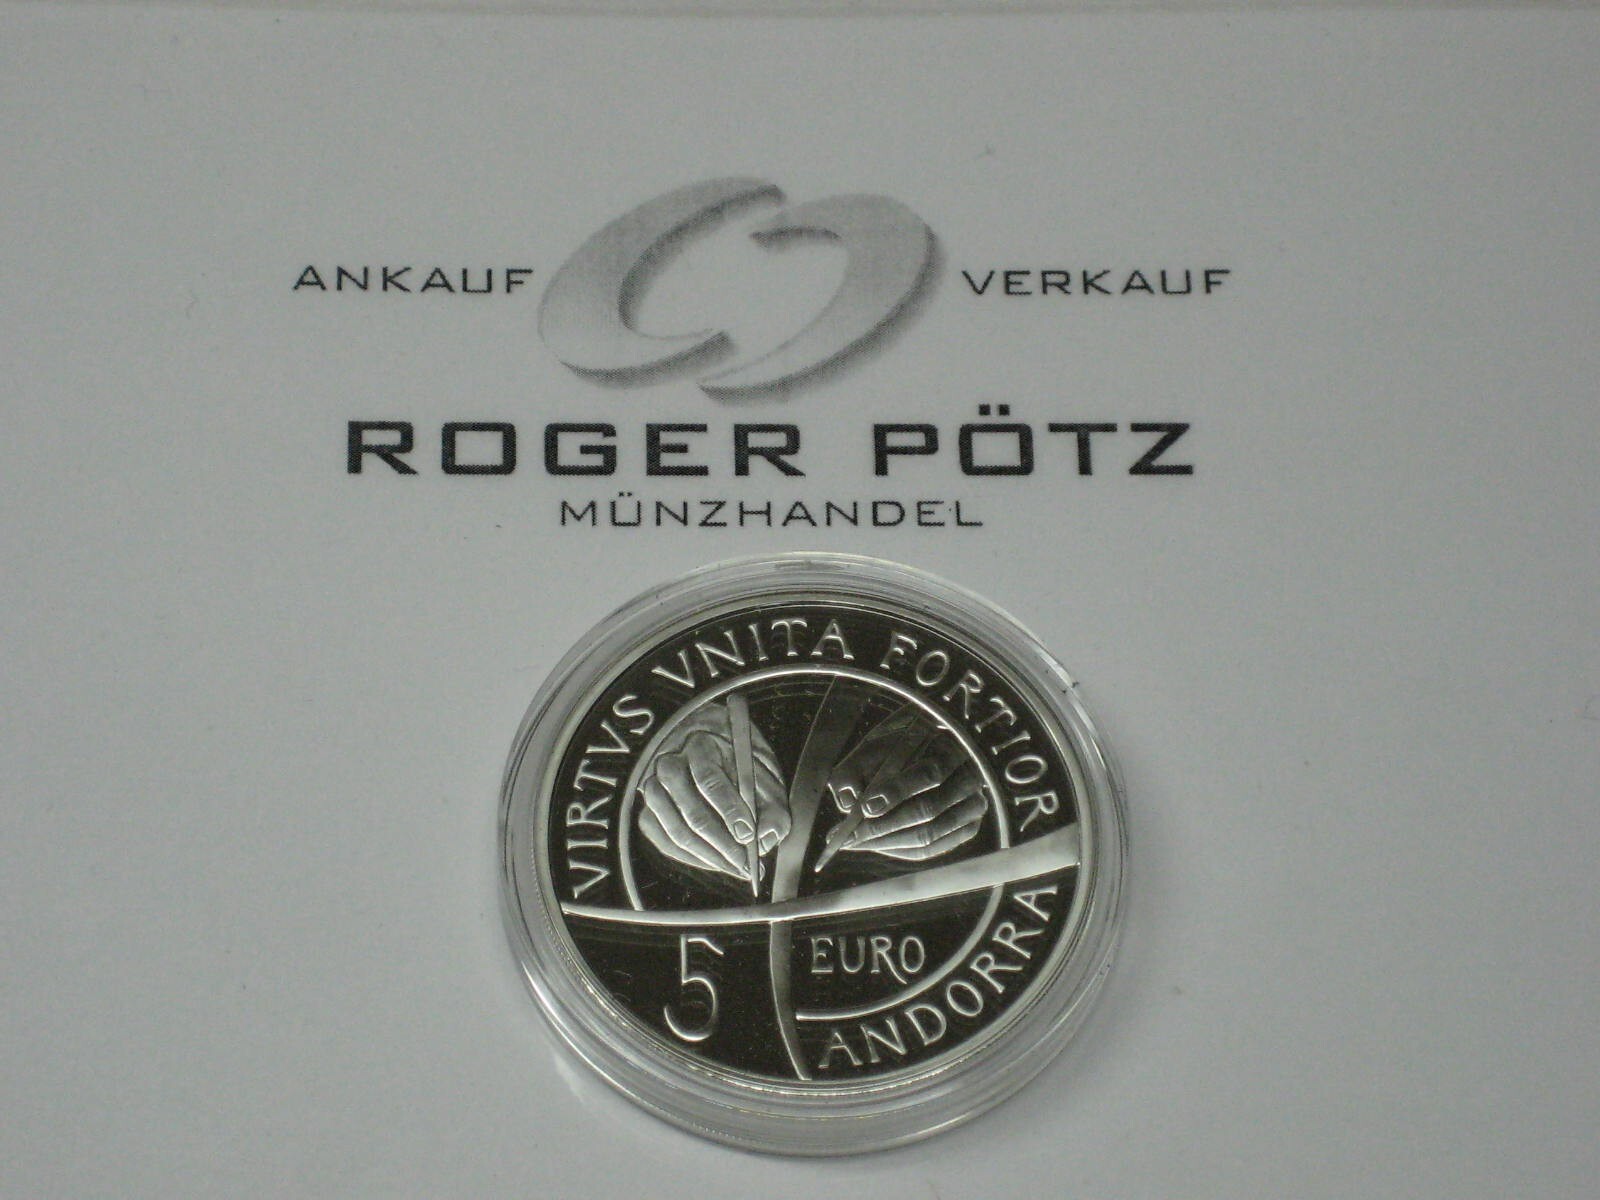 ANKAUF VERKAUF
ROGER PÖTZ
MÜNZHANDEL
VIRTVS VNITA FORTIOR
5 EURO
ANDORRA